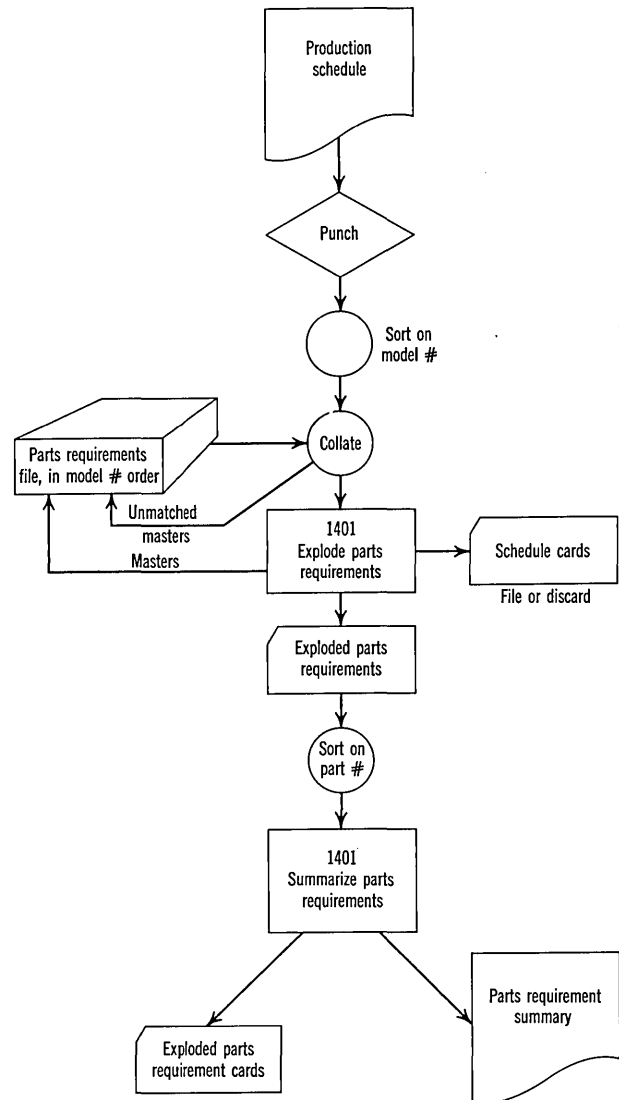 Production
schedule
Punch
Sort on
model #
Collate
Parts requirements
file, in model # order
Unmatched
masters
Masters
1401
Explode parts
requirements
Schedule cards
File or discard
Exploded parts
requirements
Sort on
part #
1401
Summarize parts
requirements
Exploded parts
requirement cards
Parts requirement
summary